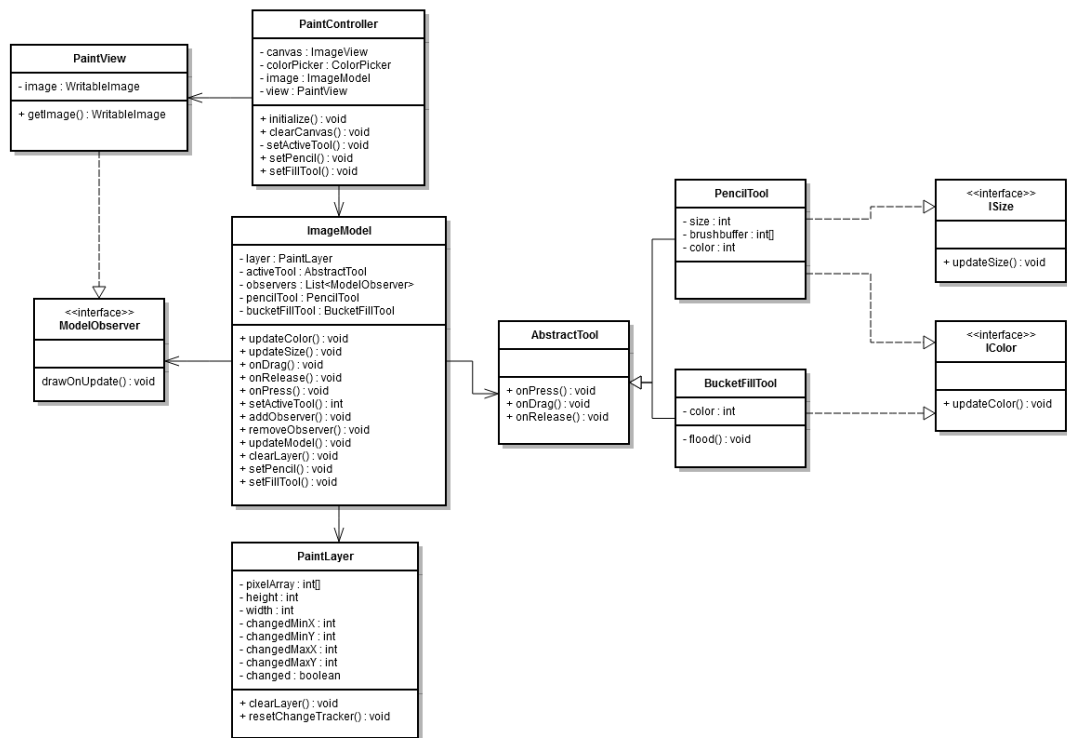 PaintController
- canvas : ImageView
- colorPicker : ColorPicker
- image : ImageModel
- view : PaintView
+ initialize() : void
+ clearCanvas() : void
- setActiveTool() : void
+ setPencil() : void
+ setFillTool() : void
PaintView
- image : WritableImage
+ getImage() : WritableImage
ImageModel
- layer : PaintLayer
- activeTool : AbstractTool
- observers : List<ModelObserver>
- pencilTool : PencilTool
- bucketFillTool : BucketFillTool
+ updateColor() : void
+ updateSize() : void
+ onDrag() : void
+ onRelease() : void
+ onPress() : void
+ setActiveTool() : int
+ addObserver() : void
+ removeObserver() : void
+ updateModel() : void
+ clearLayer() : void
+ setPencil() : void
+ setFillTool() : void
<<interface>>
ModelObserver
drawOnUpdate() : void
AbstractTool
+ onPress() : void
+ onDrag() : void
+ onRelease() : void
PencilTool
- size : int
- brushbuffer : int[]
- color : int
BucketFillTool
- color : int
- flood() : void
<<interface>>
ISize
+ updateSize() : void
<<interface>>
IColor
+ updateColor() : void
PaintLayer
- pixelArray : int[]
- height : int
- width : int
- changedMinX : int
- changedMinY : int
- changedMaxX : int
- changedMaxY : int
- changed : boolean
+ clearLayer() : void
+ resetChangeTracker() : void